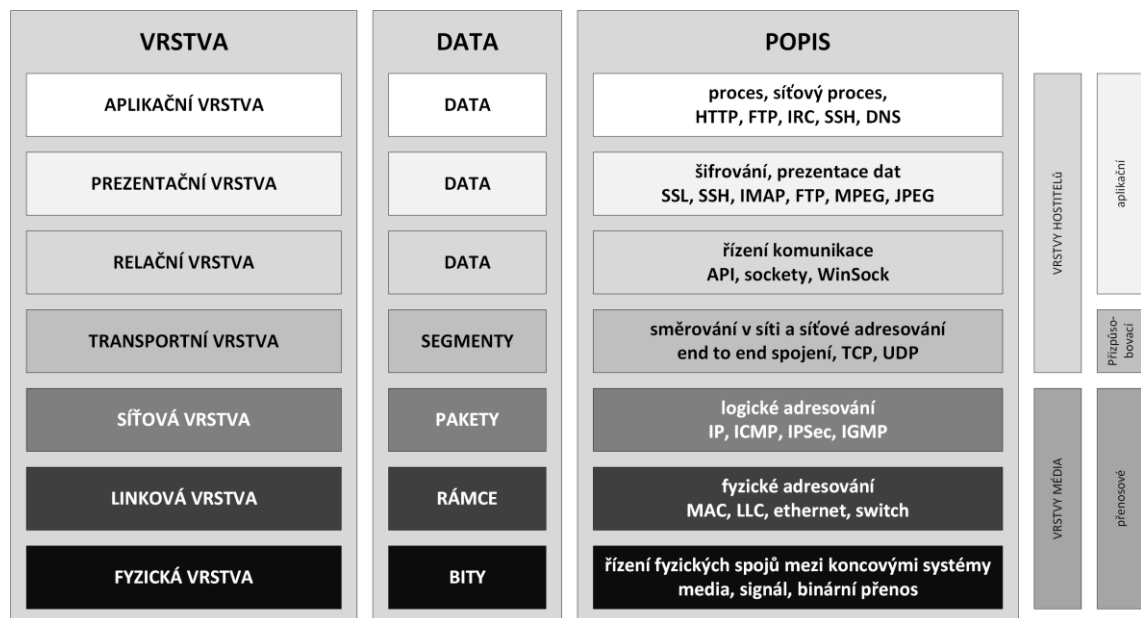 VRSTVA
DATA
POPIS
APLIKAČNÍ VRSTVA
DATA
proces, síťový proces,
HTTP, FTP, IRC, SSH, DNS
PREZENTAČNÍ VRSTVA
DATA
šifrování, prezentace dat
SSL, SSH, IMAP, FTP, MPEG, JPEG
RELAČNÍ VRSTVA
DATA
řízení komunikace
API, sockety, WinSock
TRANSPORTNÍ VRSTVA
SEGMENTY
směrování v síti a síťové adresování
end to end spojení, TCP, UDP
SÍŤOVÁ VRSTVA
PAKETY
logické adresování
IP, ICMP, IPSec, IGMP
LINKOVÁ VRSTVA
RÁMCE
fyzické adresování
MAC, LLC, ethernet, switch
FYZICKÁ VRSTVA
BITY
řízení fyzických spojů mezi koncovými systémy
media, signál, binární přenos
VRSTVY HOSTITELŮ
aplikační
Přizpůso-
bovací
VRSTVY MÉDIA
přenosové